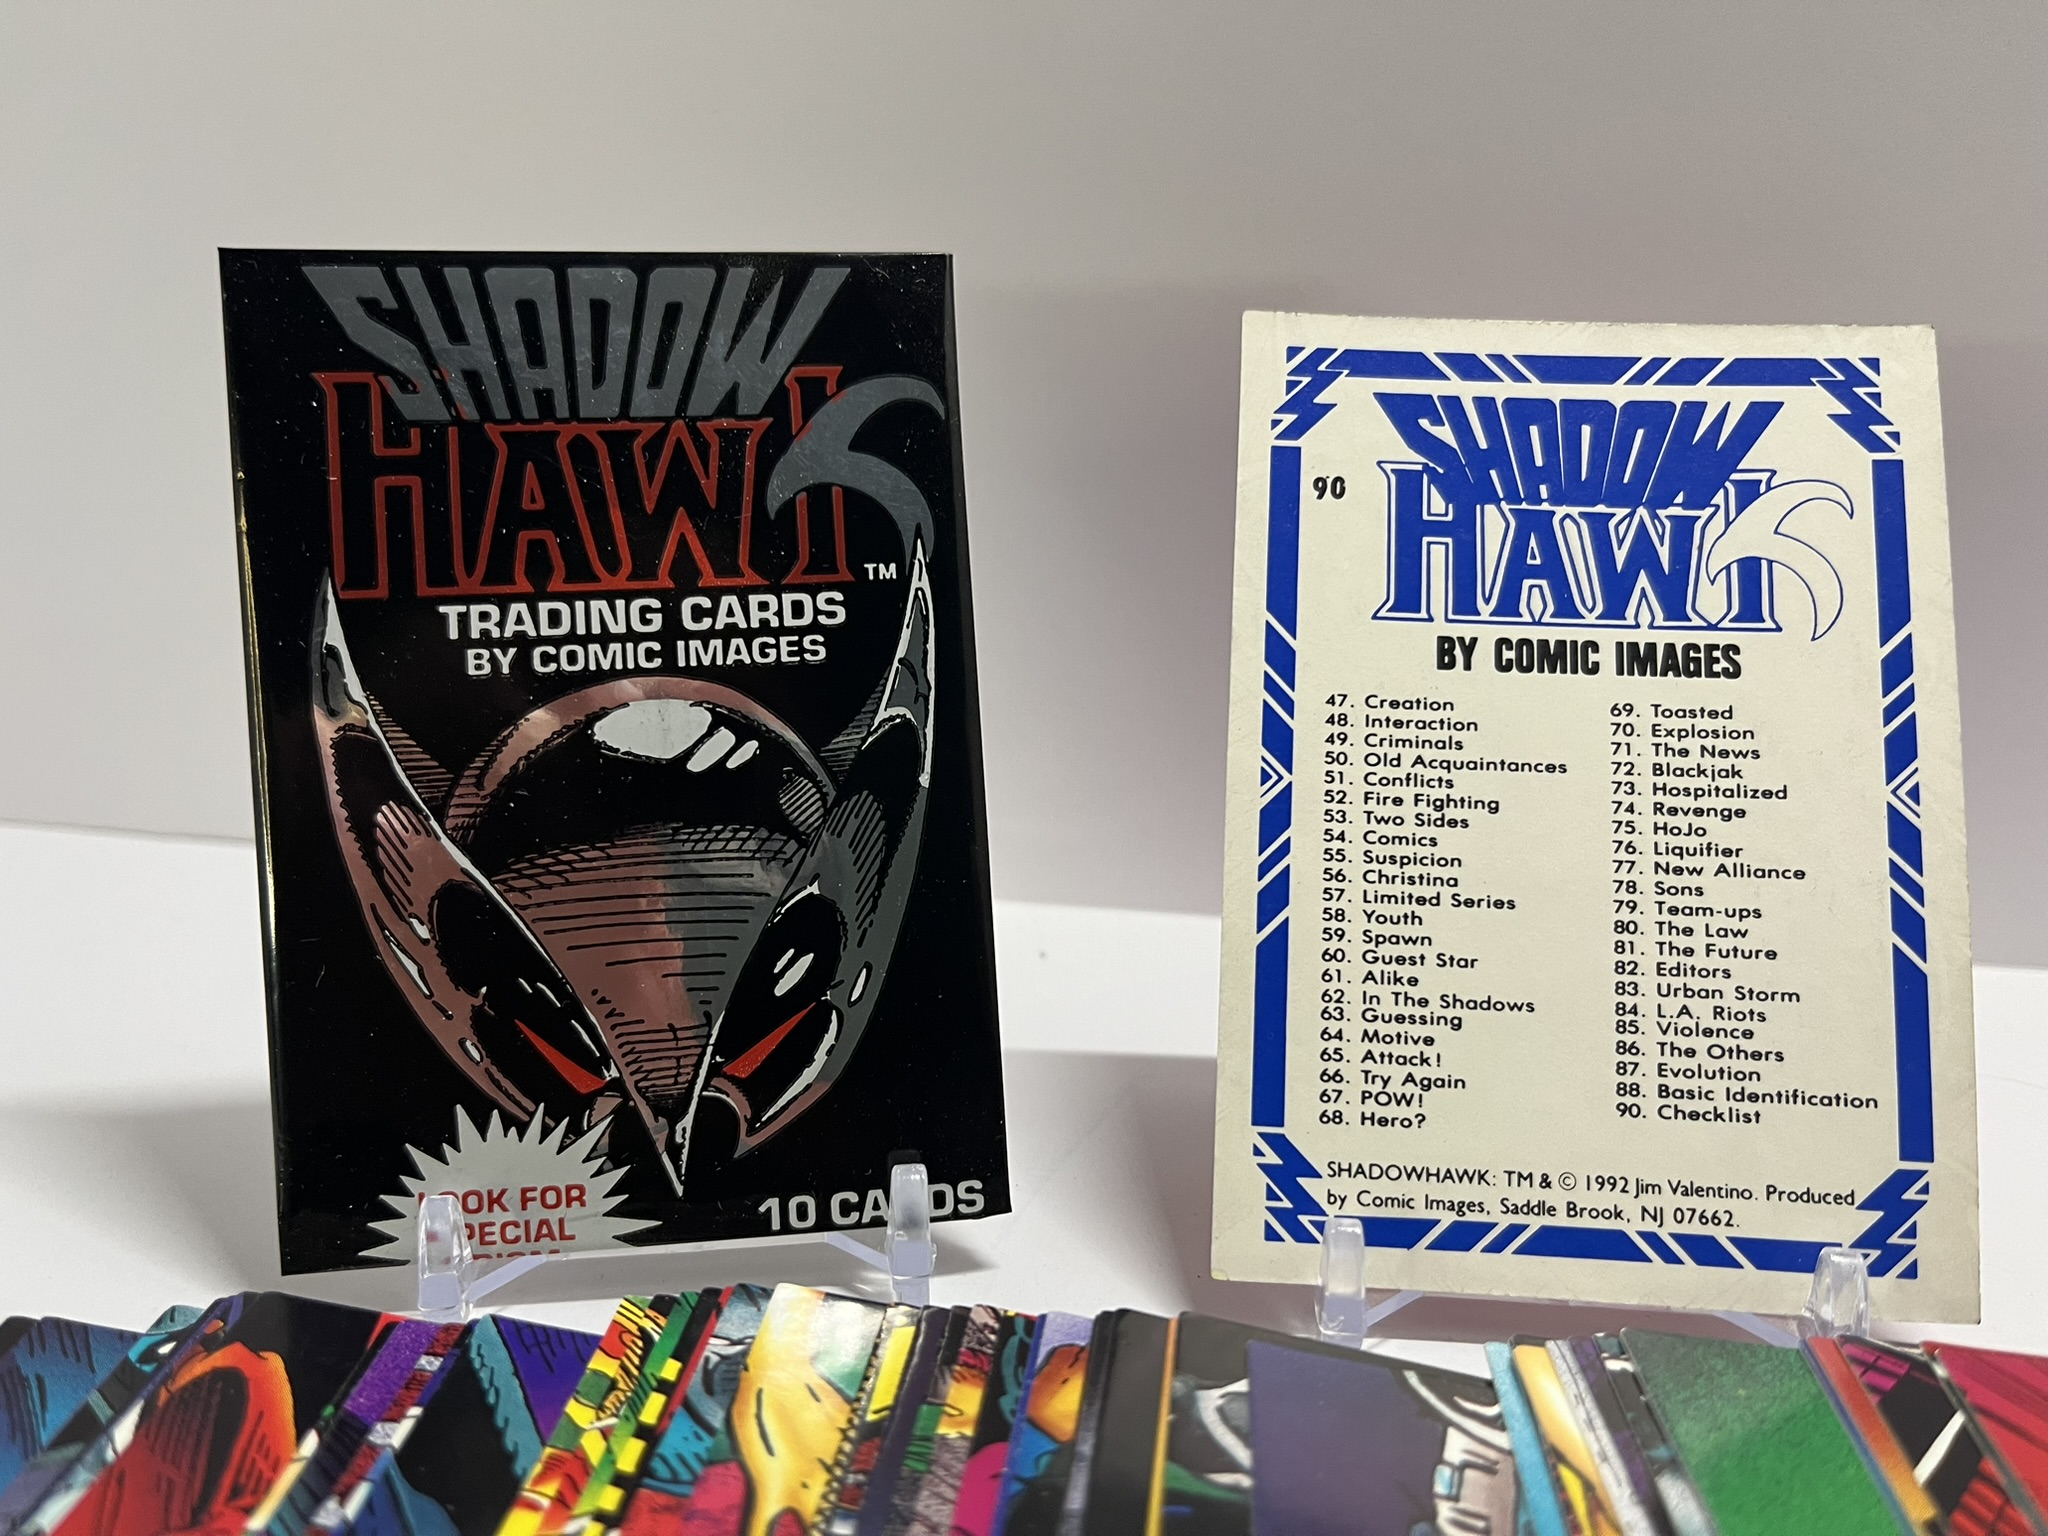 SHADOW
HAWK
TM
TRADING CARDS
BY COMIC IMAGES
LOOK FOR
SPECIAL
10 CARDS
90
SHADOW
HAWK
BY COMIC IMAGES
47. Creation
48. Interaction
49. Criminals
50. Old Acquaintances
51. Conflicts
52. Fire Fighting
53. Two Sides
54. Comics
55. Suspicion
56. Christina
57. Limited Series
58. Youth
59. Spawn
60. Guest Star
61. Alike
62. In The Shadows
63. Guessing
64. Motive
65. Attack!
66. Try Again
67. POW!
68. Hero?
69. Toasted
70. Explosion
71. The News
72. Blackjak
73. Hospitalized
74. Revenge
75. HoJo
76. Liquifier
77. New Alliance
78. Sons
79. Team-ups
80. The Law
81. The Future
82. Editors
83. Urban Storm
84. L.A. Riots
85. Violence
86. The Others
87. Evolution
88. Basic Identification
90. Checklist
SHADOWHAWK: TM & © 1992 Jim Valentino. Produced
by Comic Images, Saddle Brook, NJ 07662.